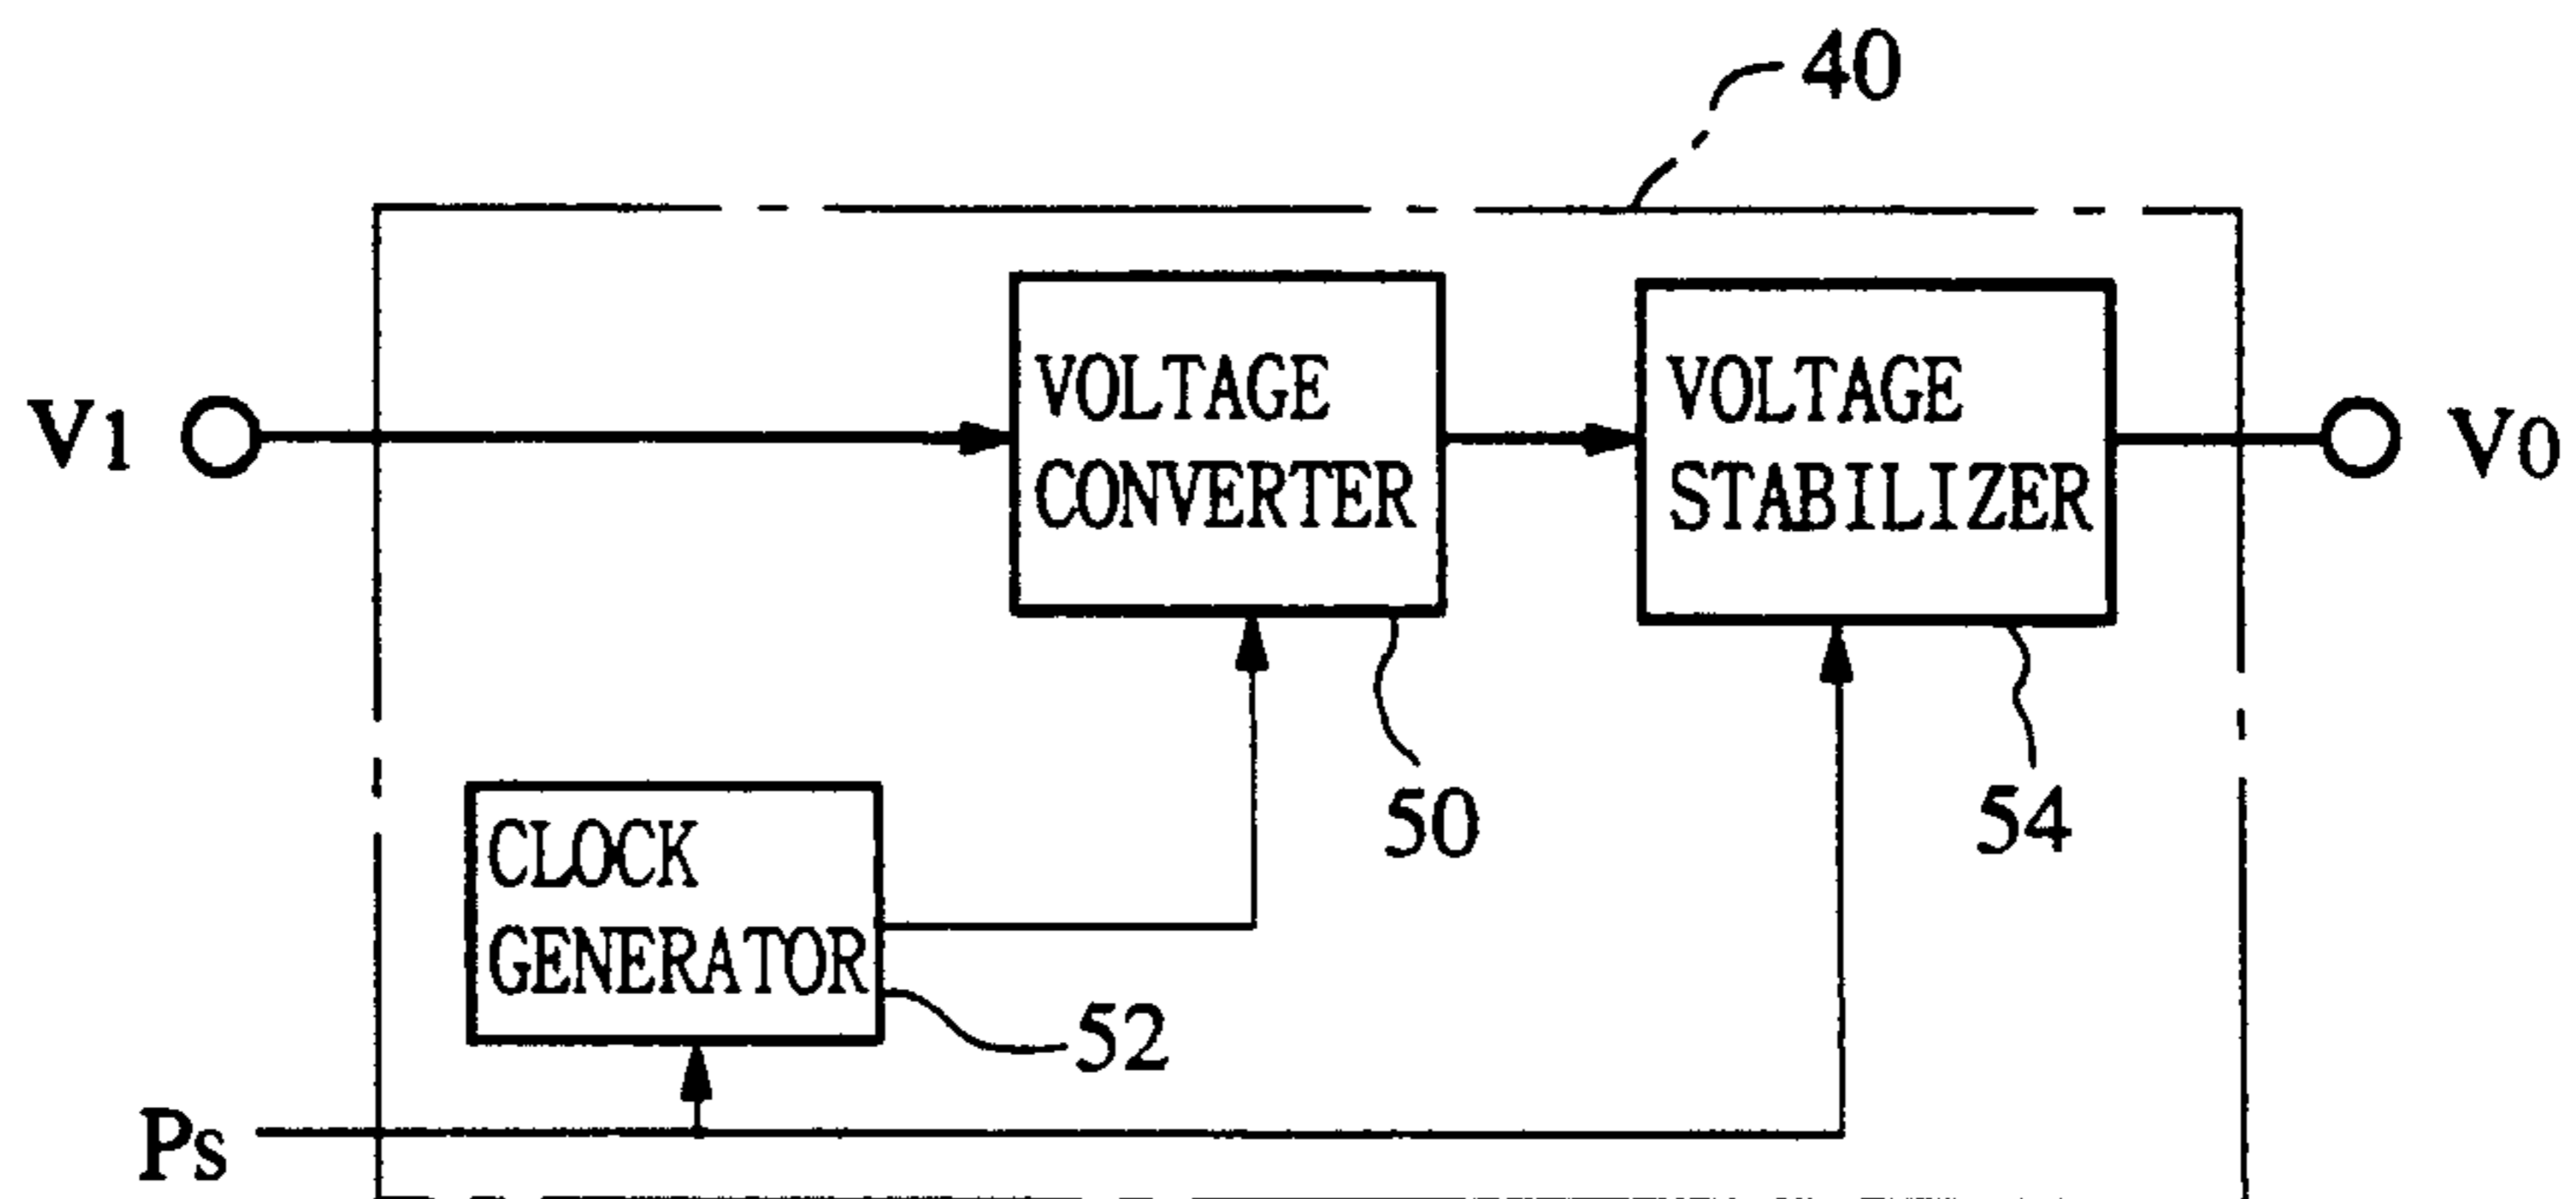 40
V1
VOLTAGE
CONVERTER
VOLTAGE
STABILIZER
V0
50
54
CLOCK
GENERATOR
52
Ps